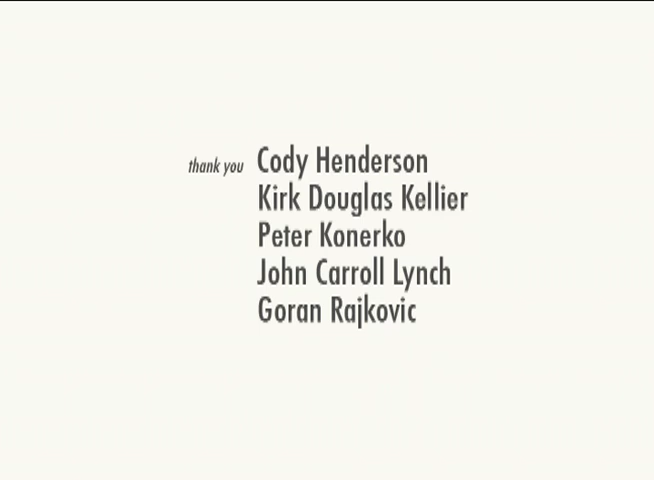 thank you Cody Henderson
Kirk Douglas Kellier
Peter Konerko
John Carroll Lynch
Goran Rajkovic